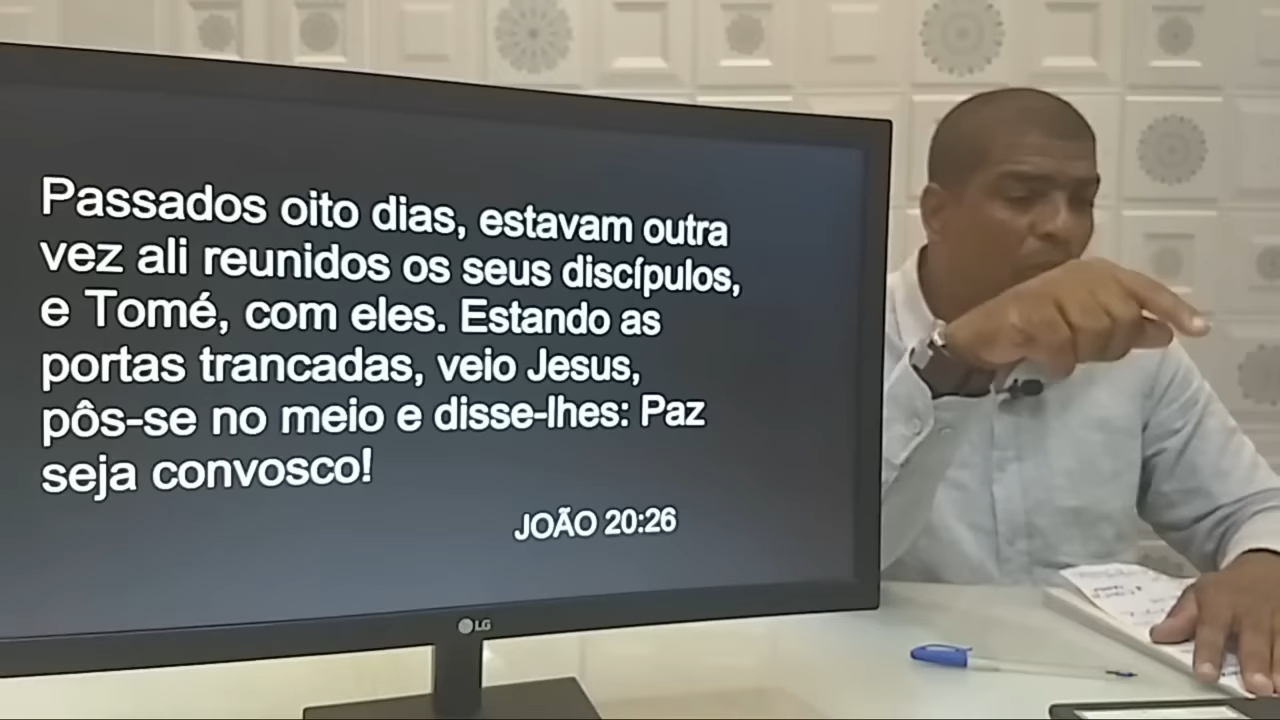 Passados oito dias, estavam outra
vez ali reunidos os seus discípulos,
e Tomé, com eles. Estando as
portas trancadas, veio Jesus,
pôs-se no meio e disse-lhes: Paz
seja convosco!
JOÃO 20:26
LG